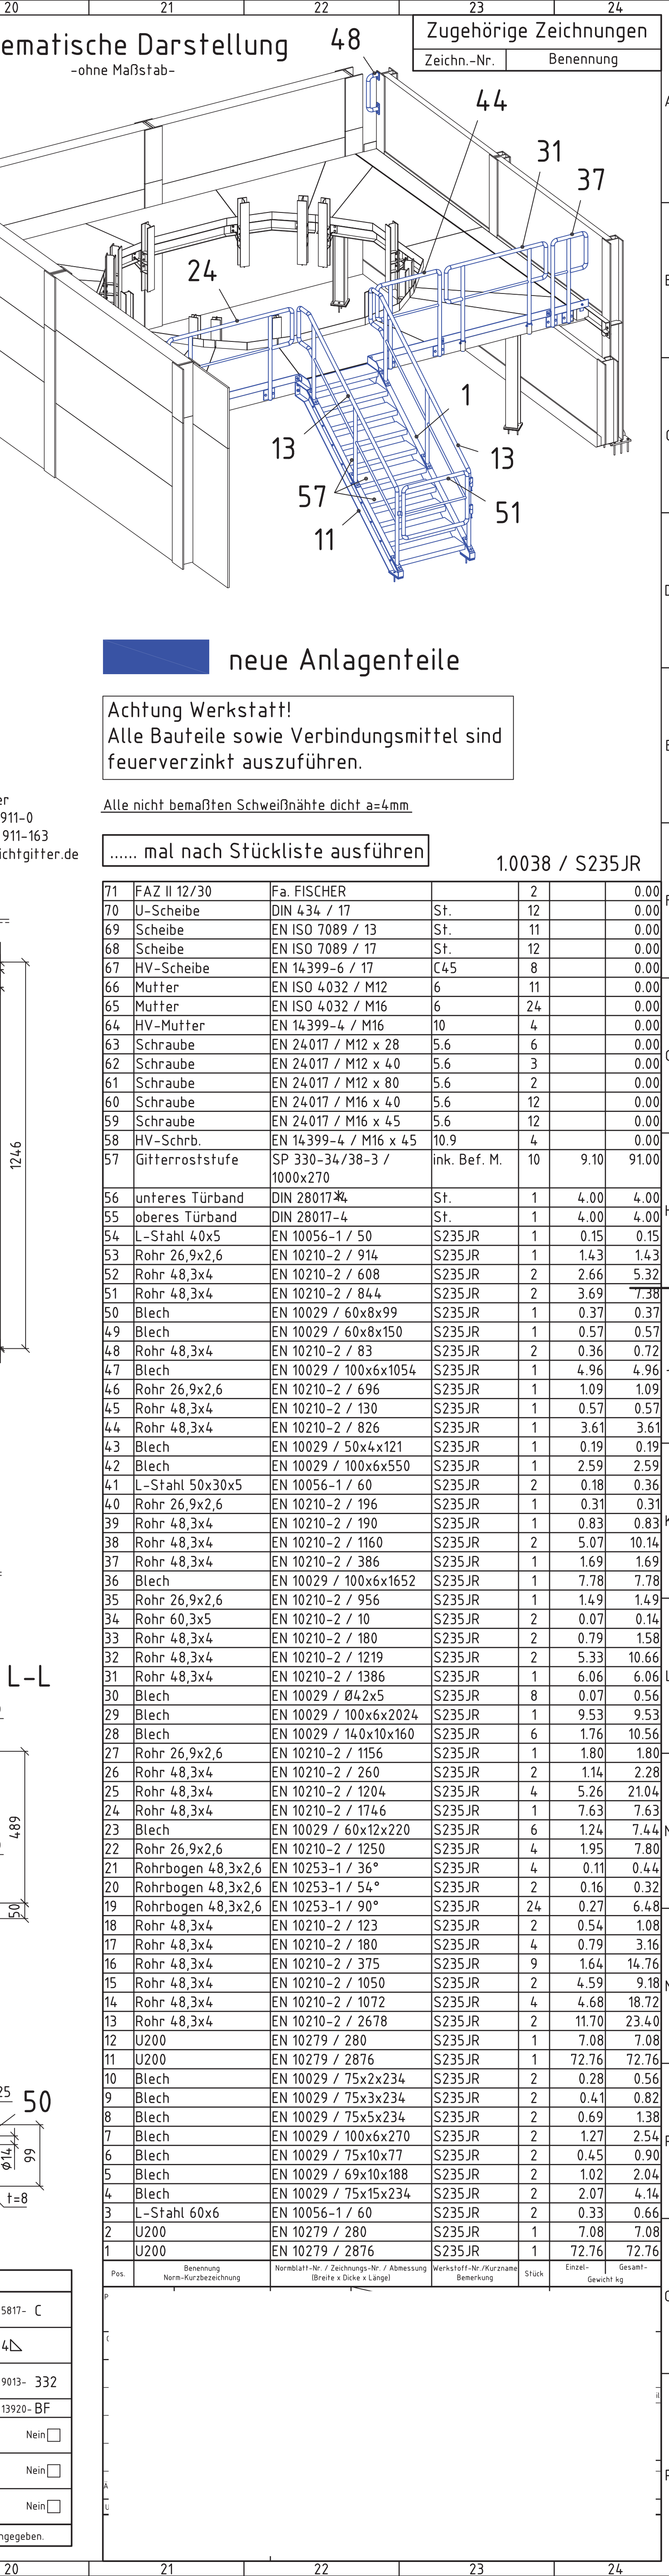 20 21 22 23 24
ematische Darstellung
-ohne Maßstab-
Zugehörige Zeichnungen
Zeichn.-Nr. Benennung
48
44
31
37
24
1
13
13
57
51
11
neue Anlagenteile
Achtung Werkstatt!
Alle Bauteile sowie Verbindungsmittel sind
feuerverzinkt auszuführen.
Alle nicht bemaßten Schweißnähte dicht a=4mm
er
911-0
911-163
ichtgitter.de
...... mal nach Stückliste ausführen
1.0038 / S235JR
71 FAZ II 12/30 Fa. FISCHER 2 0.00
70 U-Scheibe DIN 434 / 17 St. 12 0.00
69 Scheibe EN ISO 7089 / 13 St. 11 0.00
68 Scheibe EN ISO 7089 / 17 St. 12 0.00
67 HV-Scheibe EN 14399-6 / 17 C45 8 0.00
66 Mutter EN ISO 4032 / M12 6 11 0.00
65 Mutter EN ISO 4032 / M16 6 24 0.00
64 HV-Mutter EN 14399-4 / M16 10 4 0.00
63 Schraube EN 24017 / M12 x 28 5.6 6 0.00
62 Schraube EN 24017 / M12 x 40 5.6 3 0.00
61 Schraube EN 24017 / M12 x 80 5.6 2 0.00
60 Schraube EN 24017 / M16 x 40 5.6 12 0.00
59 Schraube EN 24017 / M16 x 45 5.6 12 0.00
58 HV-Schrb. EN 14399-4 / M16 x 45 10.9 4 0.00
57 Gitterroststufe SP 330-34/38-3 / ink. Bef. M. 10 9.10 91.00
1000x270
56 unteres Türband DIN 28017-4 St. 1 4.00 4.00
55 oberes Türband DIN 28017-4 St. 1 4.00 4.00
54 L-Stahl 40x5 EN 10056-1 / 50 S235JR 1 0.15 0.15
53 Rohr 26,9x2,6 EN 10210-2 / 914 S235JR 1 1.43 1.43
52 Rohr 48,3x4 EN 10210-2 / 608 S235JR 2 2.66 5.32
51 Rohr 48,3x4 EN 10210-2 / 844 S235JR 2 3.69 7.38
50 Blech EN 10029 / 60x8x99 S235JR 1 0.37 0.37
49 Blech EN 10029 / 60x8x150 S235JR 1 0.57 0.57
48 Rohr 48,3x4 EN 10210-2 / 83 S235JR 2 0.36 0.72
47 Blech EN 10029 / 100x6x1054 S235JR 1 4.96 4.96
46 Rohr 26,9x2,6 EN 10210-2 / 696 S235JR 1 1.09 1.09
45 Rohr 48,3x4 EN 10210-2 / 130 S235JR 1 0.57 0.57
44 Rohr 48,3x4 EN 10210-2 / 826 S235JR 1 3.61 3.61
43 Blech EN 10029 / 50x4x121 S235JR 1 0.19 0.19
42 Blech EN 10029 / 100x6x550 S235JR 1 2.59 2.59
41 L-Stahl 50x30x5 EN 10056-1 / 60 S235JR 2 0.18 0.36
40 Rohr 26,9x2,6 EN 10210-2 / 196 S235JR 1 0.31 0.31
39 Rohr 48,3x4 EN 10210-2 / 190 S235JR 1 0.83 0.83
38 Rohr 48,3x4 EN 10210-2 / 1160 S235JR 2 5.07 10.14
37 Rohr 48,3x4 EN 10210-2 / 386 S235JR 1 1.69 1.69
36 Blech EN 10029 / 100x6x1652 S235JR 1 7.78 7.78
35 Rohr 26,9x2,6 EN 10210-2 / 956 S235JR 1 1.49 1.49
34 Rohr 60,3x5 EN 10210-2 / 10 S235JR 2 0.07 0.14
33 Rohr 48,3x4 EN 10210-2 / 180 S235JR 2 0.79 1.58
32 Rohr 48,3x4 EN 10210-2 / 1219 S235JR 2 5.33 10.66
31 Rohr 48,3x4 EN 10210-2 / 1386 S235JR 1 6.06 6.06
30 Blech EN 10029 / Ø42x5 S235JR 8 0.07 0.56
29 Blech EN 10029 / 100x6x2024 S235JR 1 9.53 9.53
28 Blech EN 10029 / 140x10x160 S235JR 6 1.76 10.56
27 Rohr 26,9x2,6 EN 10210-2 / 1156 S235JR 1 1.80 1.80
26 Rohr 48,3x4 EN 10210-2 / 260 S235JR 2 1.14 2.28
25 Rohr 48,3x4 EN 10210-2 / 1204 S235JR 4 5.26 21.04
24 Rohr 48,3x4 EN 10210-2 / 1746 S235JR 1 7.63 7.63
23 Blech EN 10029 / 60x12x220 S235JR 6 1.24 7.44
22 Rohr 26,9x2,6 EN 10210-2 / 1250 S235JR 4 1.95 7.80
21 Rohrbogen 48,3x2,6 EN 10253-1 / 36° S235JR 4 0.11 0.44
20 Rohrbogen 48,3x2,6 EN 10253-1 / 54° S235JR 2 0.16 0.32
19 Rohrbogen 48,3x2,6 EN 10253-1 / 90° S235JR 24 0.27 6.48
18 Rohr 48,3x4 EN 10210-2 / 123 S235JR 2 0.54 1.08
17 Rohr 48,3x4 EN 10210-2 / 180 S235JR 4 0.79 3.16
16 Rohr 48,3x4 EN 10210-2 / 375 S235JR 9 1.64 14.76
15 Rohr 48,3x4 EN 10210-2 / 1050 S235JR 2 4.59 9.18
14 Rohr 48,3x4 EN 10210-2 / 1072 S235JR 4 4.68 18.72
13 Rohr 48,3x4 EN 10210-2 / 2678 S235JR 2 11.70 23.40
12 U200 EN 10279 / 280 S235JR 1 7.08 7.08
11 U200 EN 10279 / 2876 S235JR 1 72.76 72.76
10 Blech EN 10029 / 75x2x234 S235JR 2 0.28 0.56
9 Blech EN 10029 / 75x3x234 S235JR 2 0.41 0.82
8 Blech EN 10029 / 75x5x234 S235JR 2 0.69 1.38
7 Blech EN 10029 / 100x6x270 S235JR 2 1.27 2.54
6 Blech EN 10029 / 75x10x77 S235JR 2 0.45 0.90
5 Blech EN 10029 / 69x10x188 S235JR 2 1.02 2.04
4 Blech EN 10029 / 75x15x234 S235JR 2 2.07 4.14
3 L-Stahl 60x6 EN 10056-1 / 60 S235JR 2 0.33 0.66
2 U200 EN 10279 / 280 S235JR 1 7.08 7.08
1 U200 EN 10279 / 2876 S235JR 1 72.76 72.76
Pos. Benennung Normblatt-Nr. / Zeichnungs-Nr. / Abmessung Werkstoff-Nr./Kurzname Stück Einzel- Gesamt-
Norm-Kurzbezeichnung (Breite x Dicke x Länge) Bemerkung Gewicht kg
1246
L-L
489
50
25
50
Ø14
99
t=8
5817- C
4
9013- 332
13920- BF
Nein
Nein
Nein
ngegeben.
20 21 22 23 24